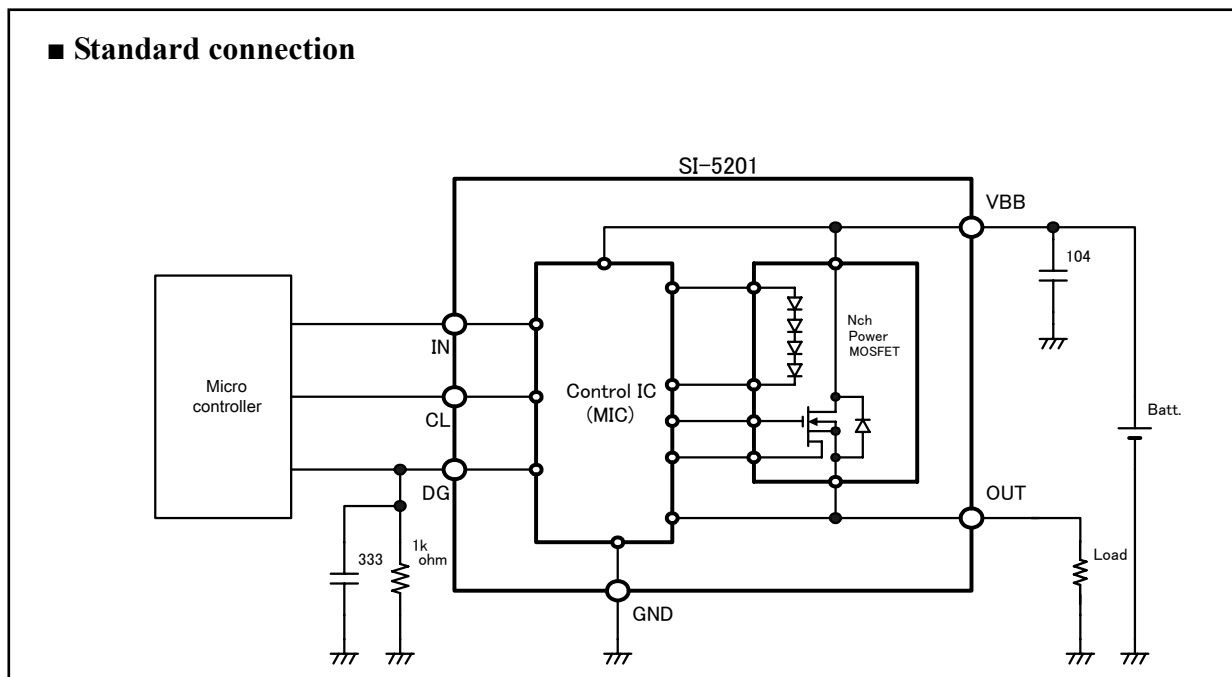 ■ Standard connection
SI-5201
VBB
104
Nch
Power
MOSFET
IN
Micro
controller
CL
Control IC
(MIC)
Batt.
DG
OUT
333
1k
ohm
Load
GND